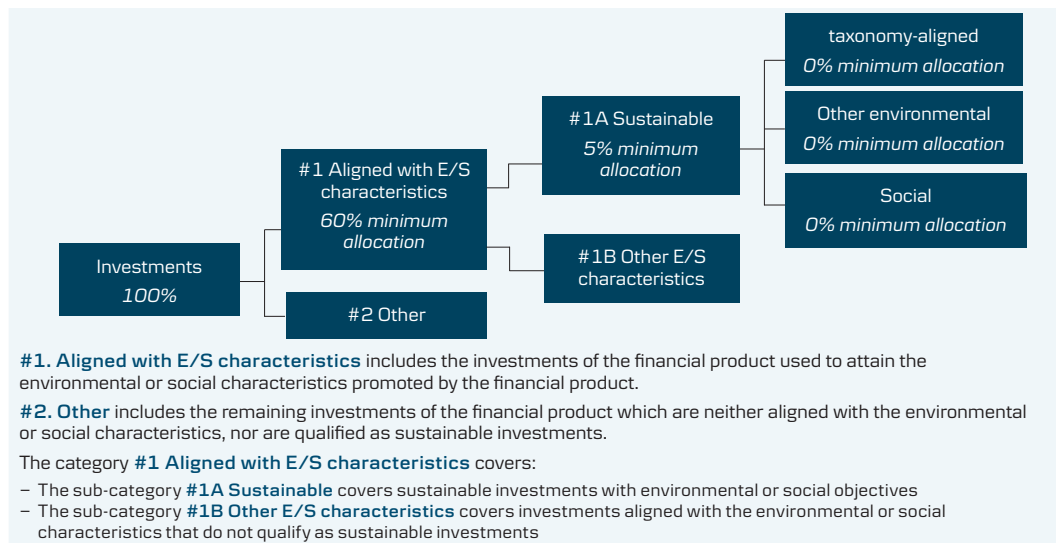 taxonomy-aligned
0% minimum allocation
Other environmental
0% minimum allocation
Social
0% minimum allocation
#1A Sustainable
5% minimum
allocation
#1B Other E/S
characteristics
#1 Aligned with E/S
characteristics
60% minimum
allocation
#2 Other
Investments
100%
#1. Aligned with E/S characteristics includes the investments of the financial product used to attain the
environmental or social characteristics promoted by the financial product.
#2. Other includes the remaining investments of the financial product which are neither aligned with the environmental
or social characteristics, nor are qualified as sustainable investments.
The category #1 Aligned with E/S characteristics covers:
– The sub-category #1A Sustainable covers sustainable investments with environmental or social objectives
– The sub-category #1B Other E/S characteristics covers investments aligned with the environmental or social
characteristics that do not qualify as sustainable investments